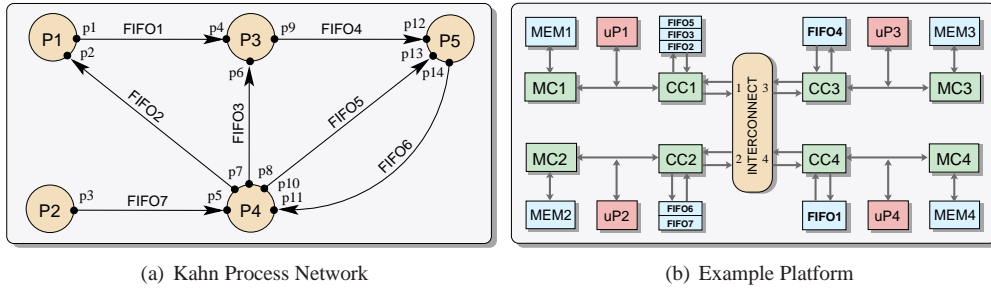 P1
p1
FIFO1
p4
P3
p9
FIFO4
p12
P5
p2
p6
p13
p14
FIFO2
FIFO3
FIFO5
FIFO6
P2
p3
FIFO7
p5
p7
p8
p10
p11
P4
(a) Kahn Process Network
MEM1
uP1
FIFO5
FIFO3
FIFO2
FIFO4
uP3
MEM3
MC1
CC1
1
3
CC3
MC3
INTERCONNECT
MC2
CC2
2
4
CC4
MC4
MEM2
uP2
FIFO6
FIFO7
FIFO1
uP4
MEM4
(b) Example Platform